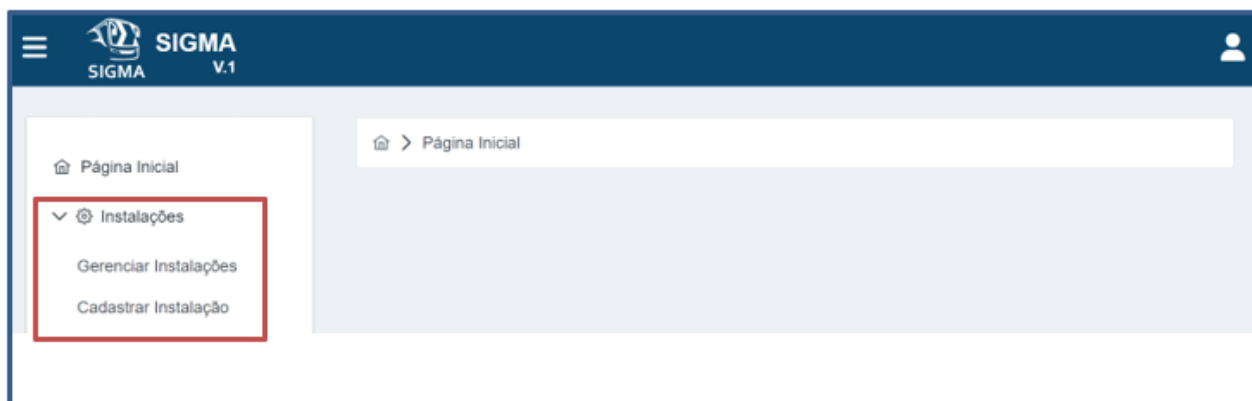 SIGMA
SIGMA V.1
Página Inicial
Instalações
Gerenciar Instalações
Cadastrar Instalação
Página Inicial